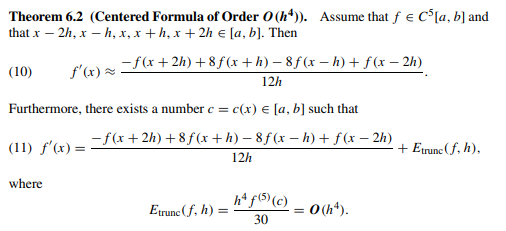 Theorem 6.2 (Centered Formula of Order O(h⁴)). Assume that f ∈ C⁵[a, b] and
that x − 2h, x − h, x, x + h, x + 2h ∈ [a, b]. Then
(10) f′(x) ≈ −f(x + 2h) + 8f(x + h) − 8f(x − h) + f(x − 2h)
12h
.
Furthermore, there exists a number c = c(x) ∈ [a, b] such that
(11) f′(x) = −f(x + 2h) + 8f(x + h) − 8f(x − h) + f(x − 2h)
12h
+ E_trunc(f, h),
where
E_trunc(f, h) = h⁴ f⁽⁵⁾(c)
30
= O(h⁴).